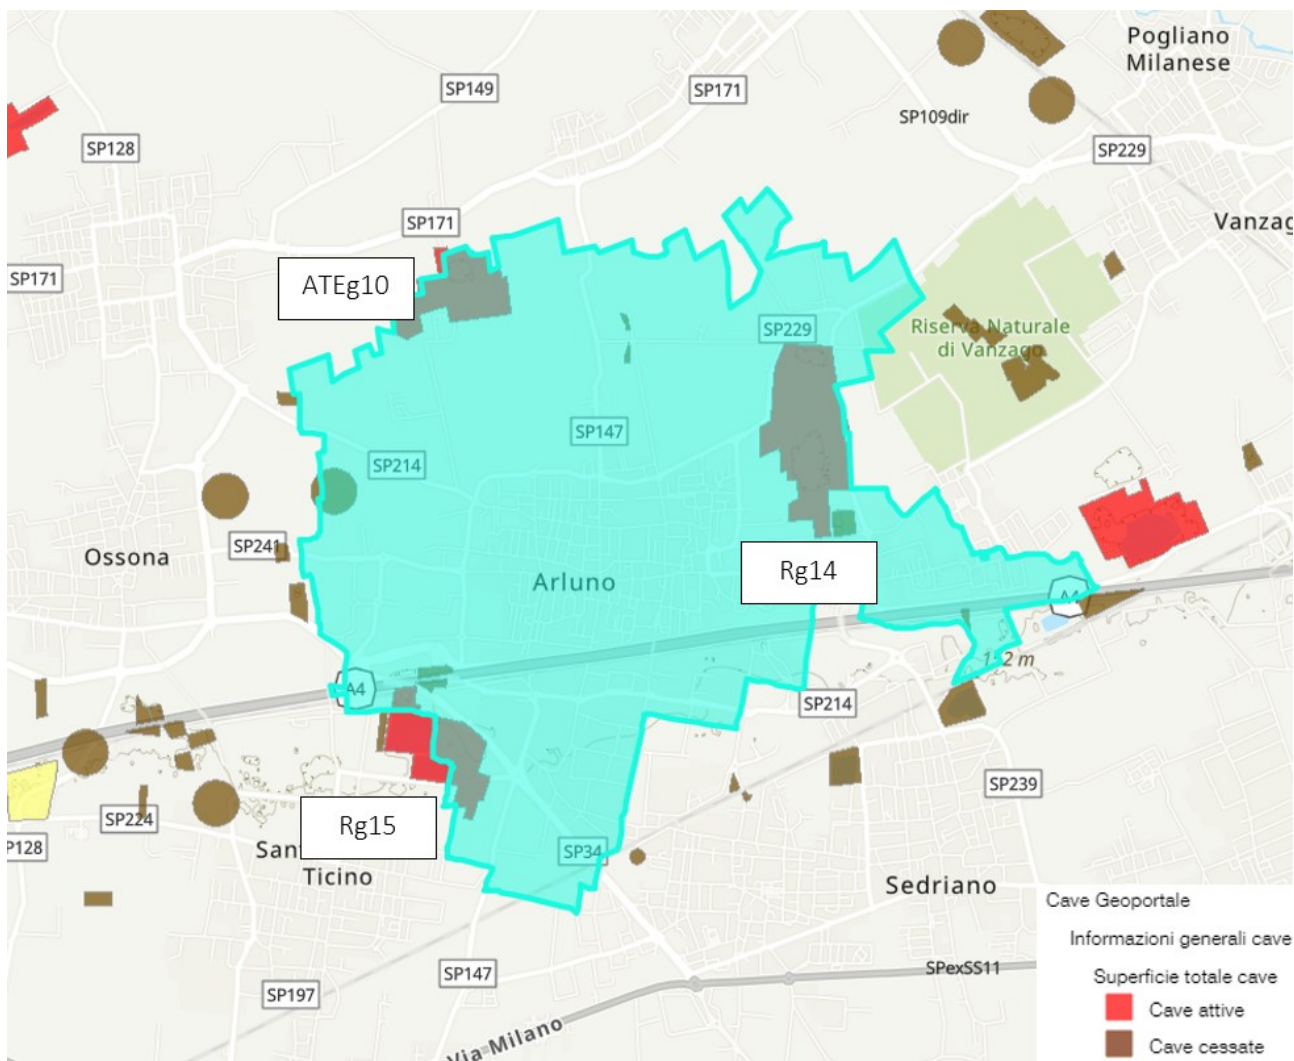 Pogliano
Milanese
SP149
SP171
SP109dir
SP128
SP229
SP171
Vanzag
SP171
ATEg10
SP229
Riserva Naturale
di Vanzago
SP147
SP214
SP241
Ossona
Arluno
Rg14
A4
152 m
A4
SP214
SP239
SP224
Rg15
P128
San
Ticino
SP34
Sedriano
Cave Geoportale
Informazioni generali cave
Superficie totale cave
Cave attive
Cave cessate
SP147
SPexSS11
SP197
Via Milano